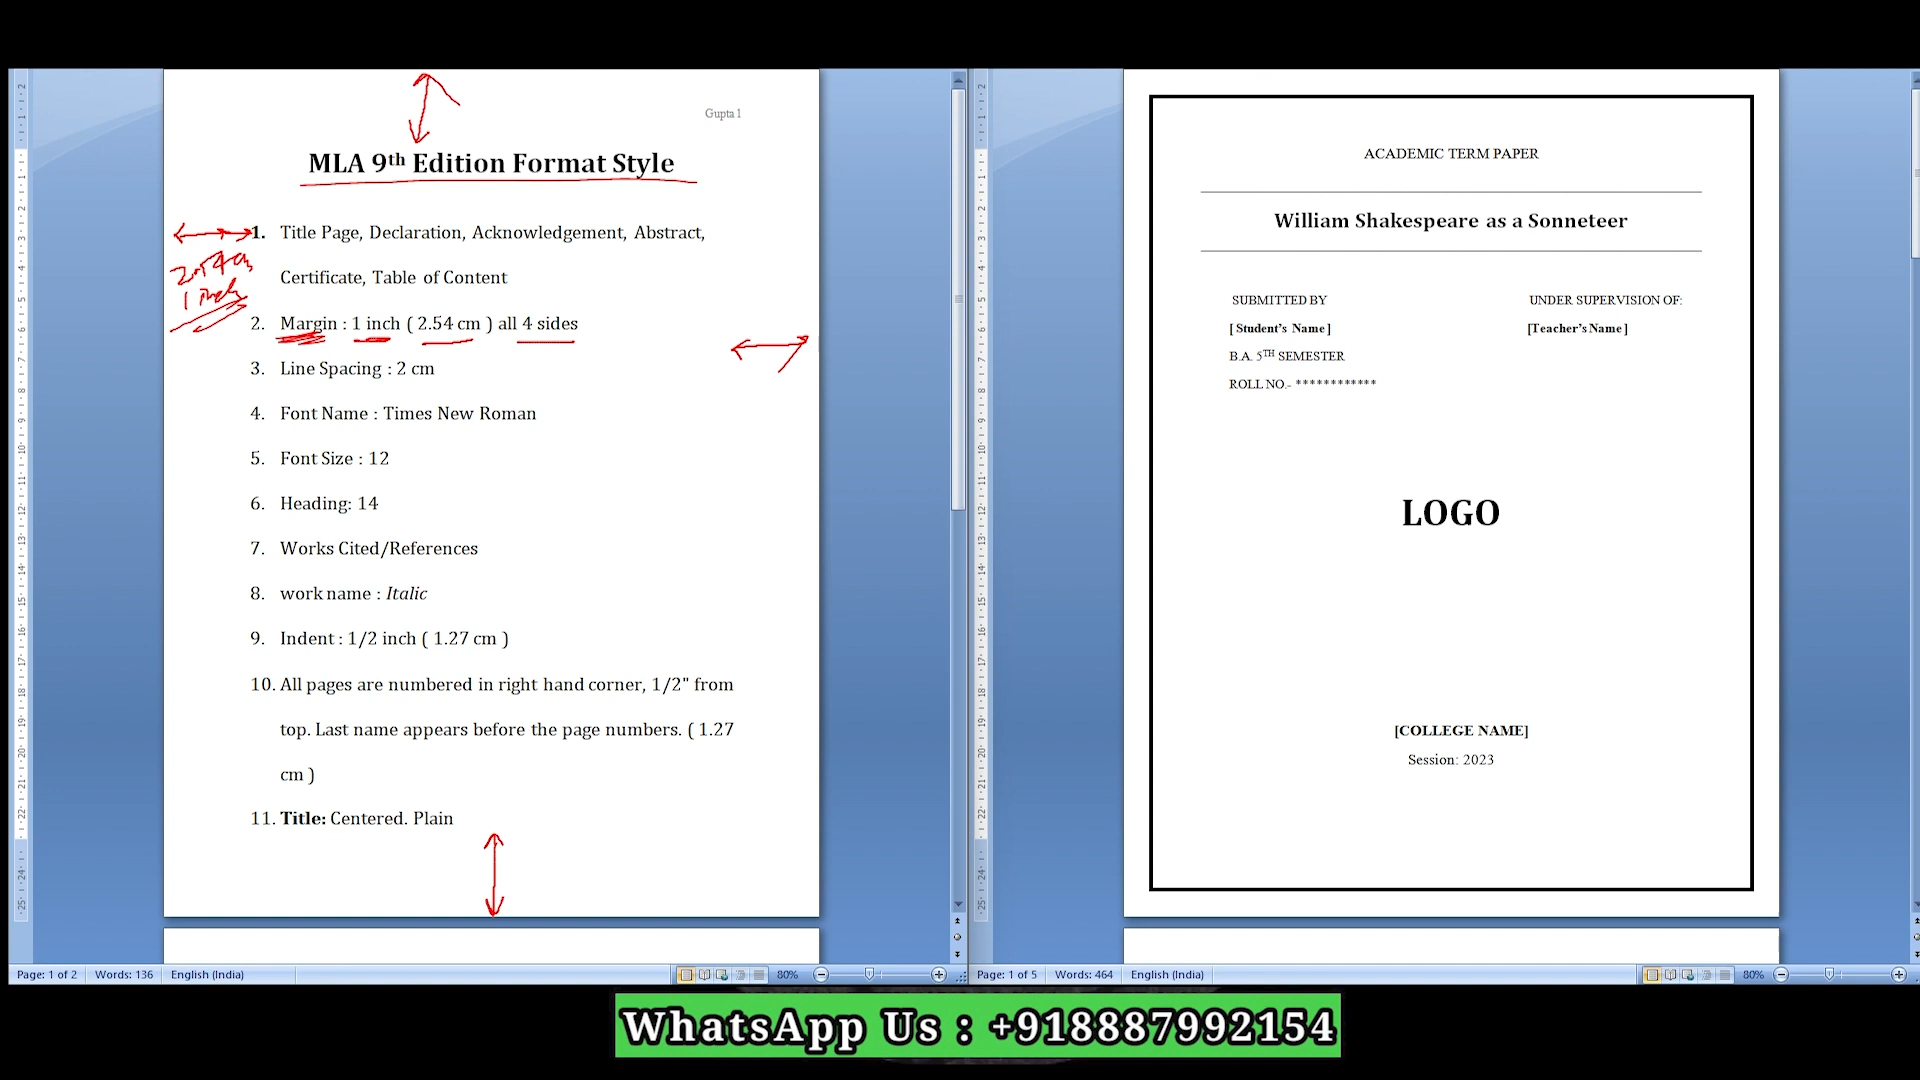 Gupta 1
MLA 9th Edition Format Style
1. Title Page, Declaration, Acknowledgement, Abstract,
Certificate, Table of Content
2.54 cm
1 inch
2. Margin : 1 inch ( 2.54 cm ) all 4 sides
3. Line Spacing : 2 cm
4. Font Name : Times New Roman
5. Font Size : 12
6. Heading: 14
7. Works Cited/References
8. work name : Italic
9. Indent : 1/2 inch ( 1.27 cm )
10. All pages are numbered in right hand corner, 1/2" from
top. Last name appears before the page numbers. ( 1.27
cm )
11. Title: Centered. Plain
Page: 1 of 2 Words: 136 English (India) 80%
ACADEMIC TERM PAPER
William Shakespeare as a Sonneteer
SUBMITTED BY UNDER SUPERVISION OF:
[ Student's Name ] [Teacher's Name ]
B.A. 5TH SEMESTER
ROLL NO.- ************
LOGO
[COLLEGE NAME]
Session: 2023
Page: 1 of 5 Words: 464 English (India) 80%
WhatsApp Us : +918887992154